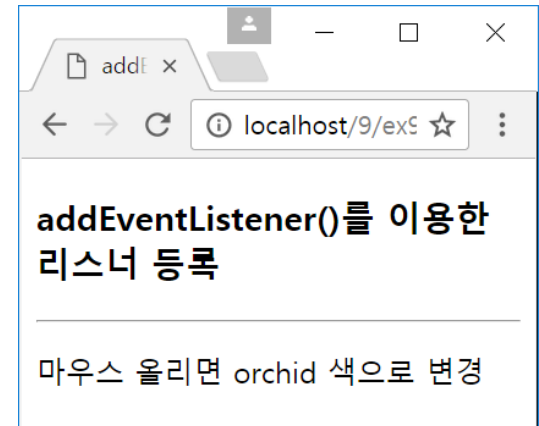 addE
localhost/9/ex9
addEventListener()를 이용한
리스너 등록
마우스 올리면 orchid 색으로 변경